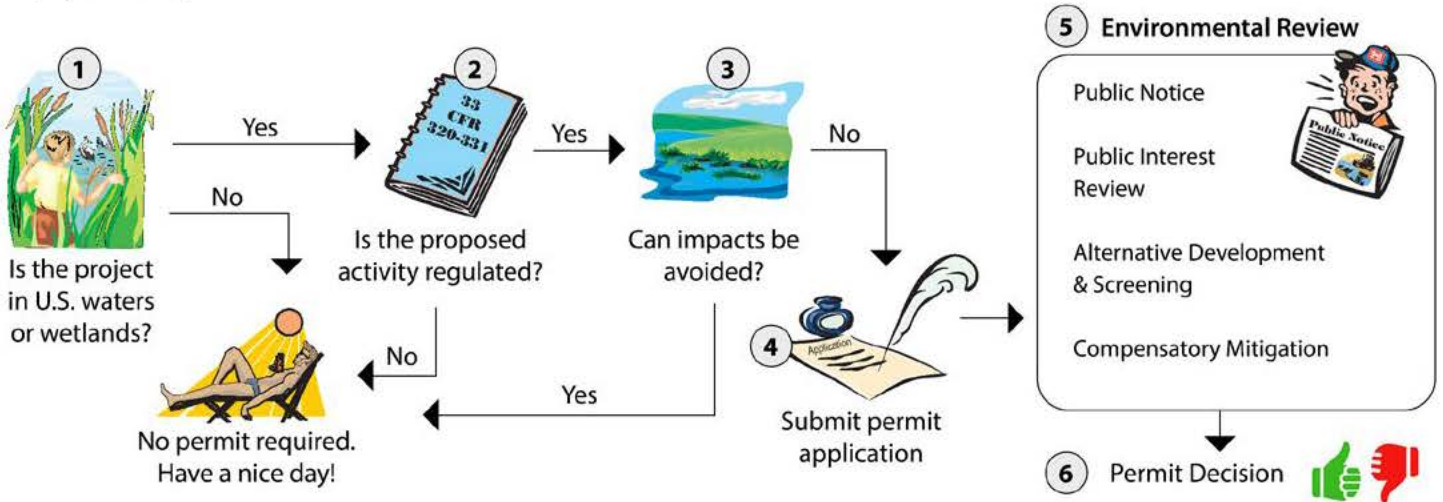 1
Is the project
in U.S. waters
or wetlands?
Yes
No
No permit required.
Have a nice day!
2
33
CFR
320-331
Is the proposed
activity regulated?
Yes
No
3
Can impacts be
avoided?
No
Yes
4
Application
Submit permit
application
5 Environmental Review
Public Notice
Public Notice
Public Interest
Review
Alternative Development
& Screening
Compensatory Mitigation
6 Permit Decision